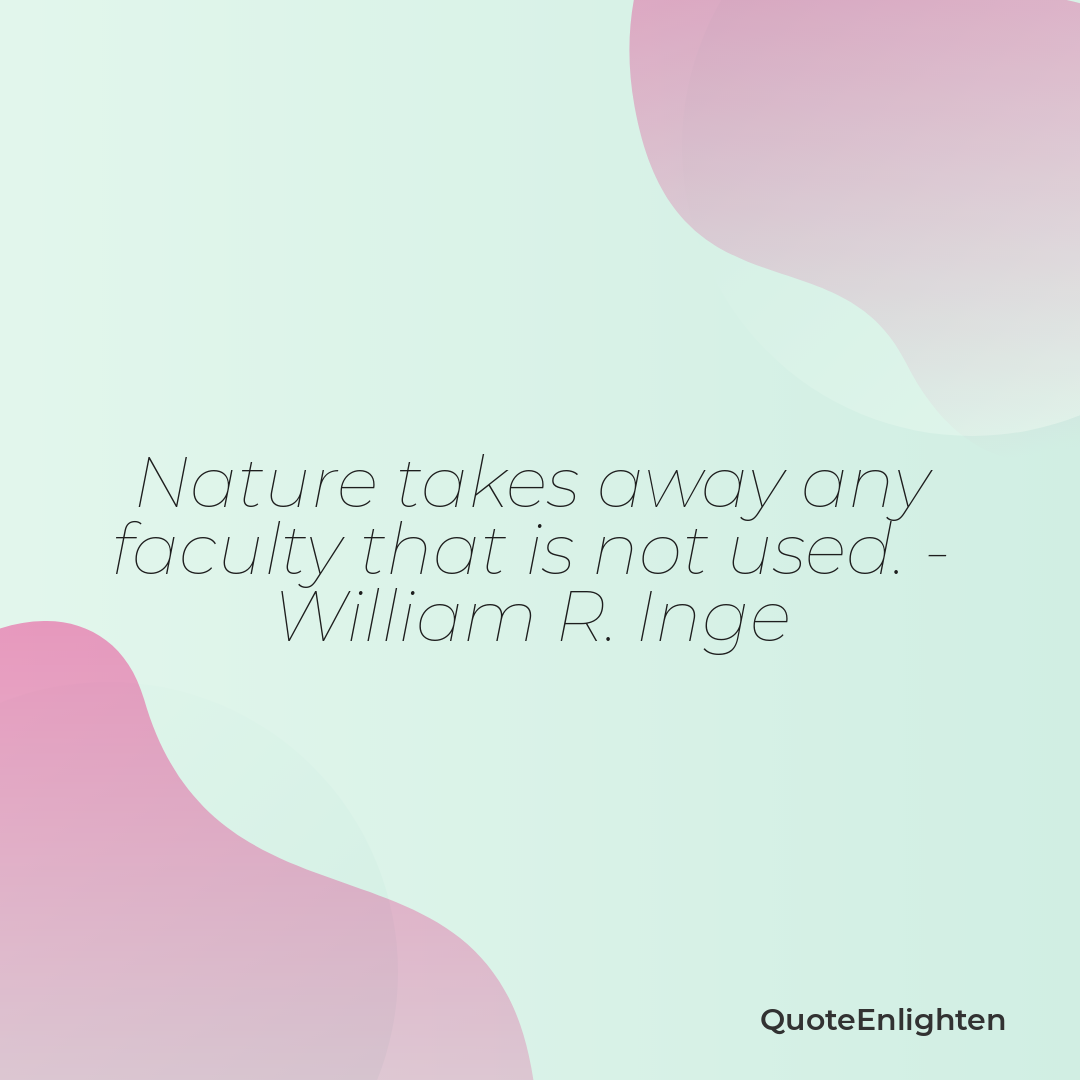 Nature takes away any
faculty that is not used. -
William R. Inge
QuoteEnlighten